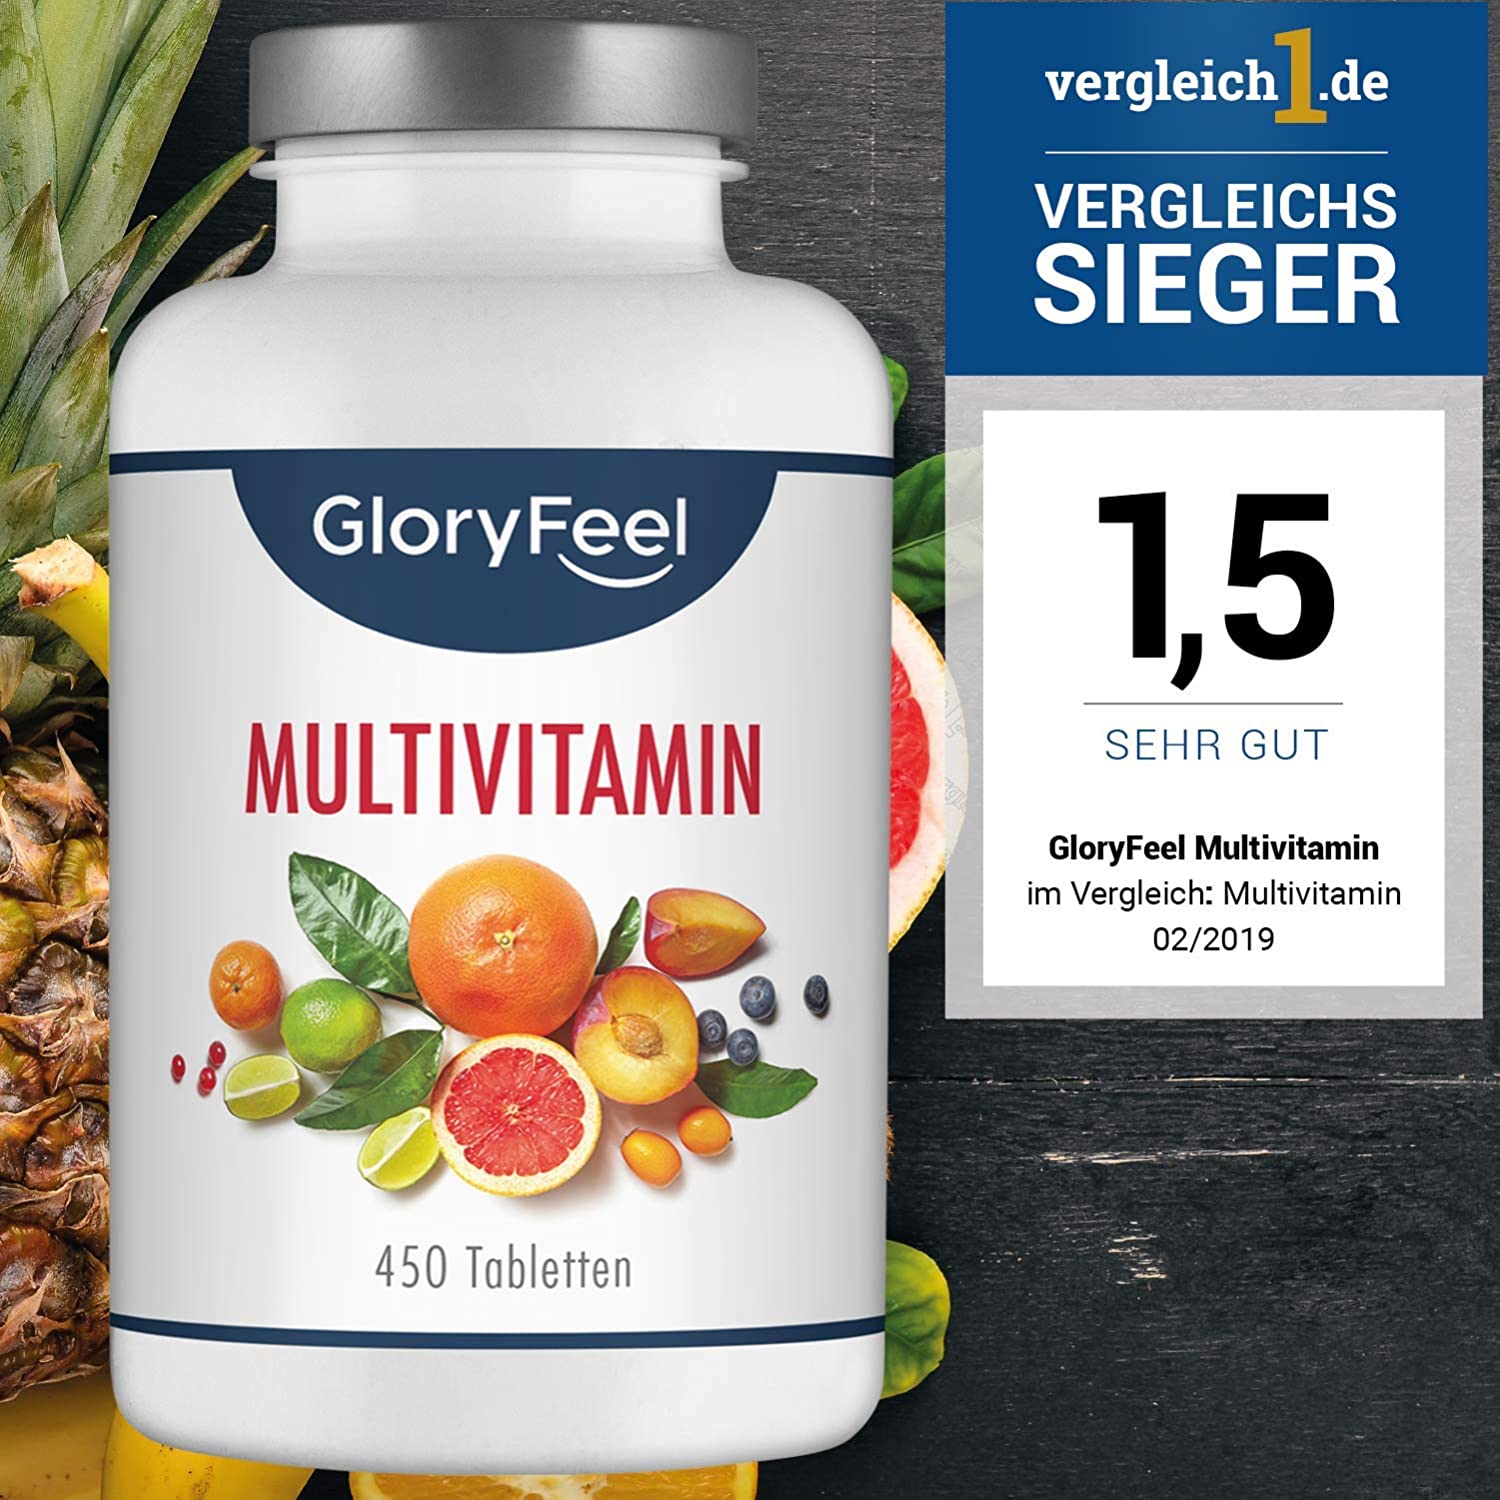 GloryFeel
MULTIVITAMIN
450 Tabletten
vergleich1.de
VERGLEICHS
SIEGER
1,5
SEHR GUT
GloryFeel Multivitamin
im Vergleich: Multivitamin
02/2019